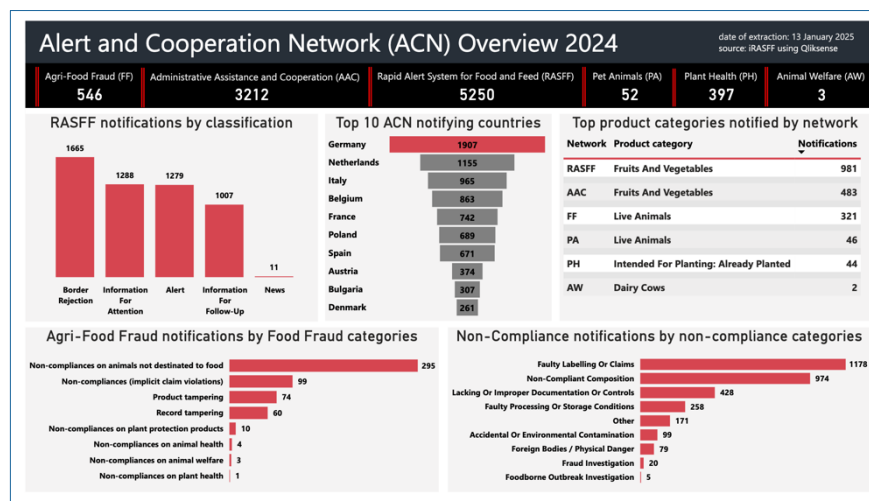 Alert and Cooperation Network (ACN) Overview 2024
date of extraction: 13 January 2025
source: iRASFF using Qliksense
Agri-Food Fraud (FF)
546
Administrative Assistance and Cooperation (AAC)
3212
Rapid Alert System for Food and Feed (RASFF)
5250
Pet Animals (PA)
52
Plant Health (PH)
397
Animal Welfare (AW)
3
RASFF notifications by classification
1665
1288
1279
1007
11
Border
Rejection
Information
For
Attention
Alert
Information
For
Follow-Up
News
Top 10 ACN notifying countries
Germany 1907
Netherlands 1155
Italy 965
Belgium 863
France 742
Poland 689
Spain 671
Austria 374
Bulgaria 307
Denmark 261
Top product categories notified by network
Network Product category Notifications
RASFF Fruits And Vegetables 981
AAC Fruits And Vegetables 483
FF Live Animals 321
PA Live Animals 46
PH Intended For Planting: Already Planted 44
AW Dairy Cows 2
Agri-Food Fraud notifications by Food Fraud categories
Non-compliances on animals not destinated to food 295
Non-compliances (implicit claim violations) 99
Product tampering 74
Record tampering 60
Non-compliances on plant protection products 10
Non-compliances on animal health 4
Non-compliances on animal welfare 3
Non-compliances on plant health 1
Non-Compliance notifications by non-compliance categories
Faulty Labelling Or Claims 1178
Non-Compliant Composition 974
Lacking Or Improper Documentation Or Controls 428
Faulty Processing Or Storage Conditions 258
Other 171
Accidental Or Environmental Contamination 99
Foreign Bodies / Physical Danger 79
Fraud Investigation 20
Foodborne Outbreak Investigation 5